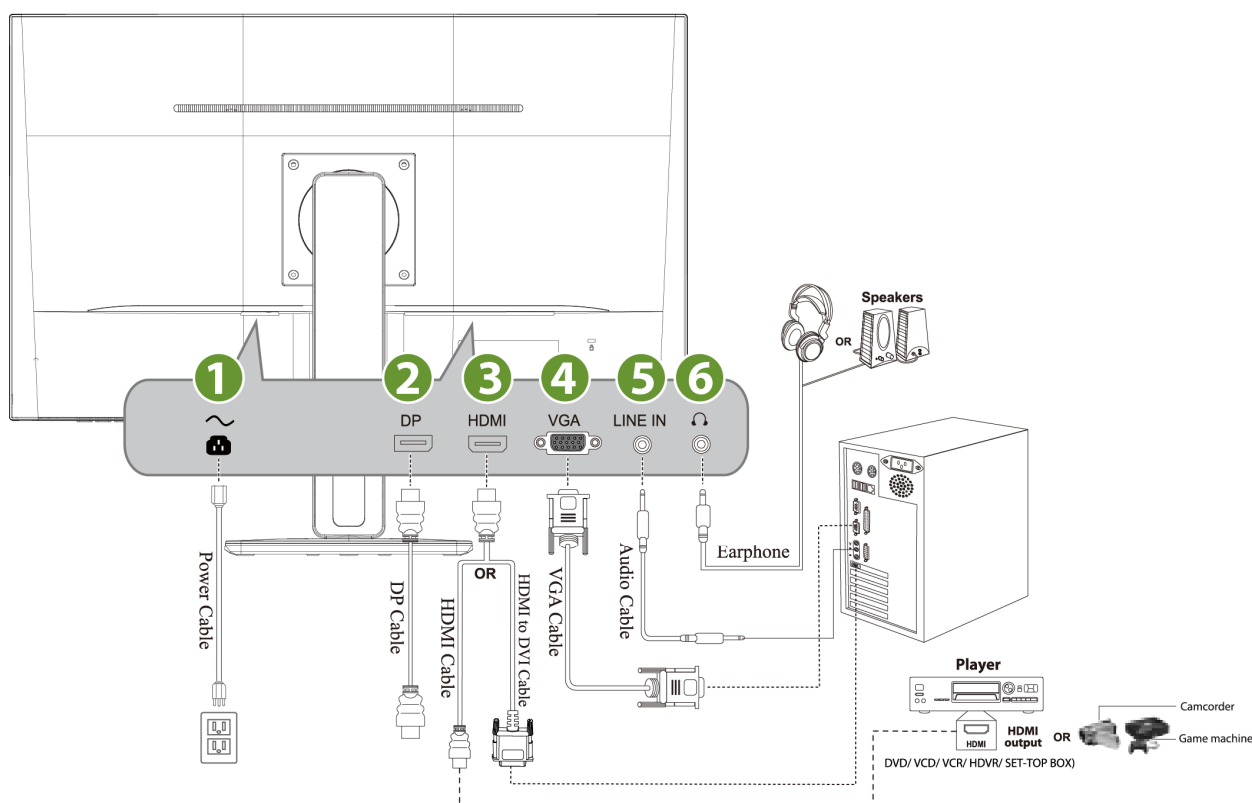 Speakers
OR
1
2
3
4
5
6
DP
HDMI
VGA
LINE IN
Earphone
Power Cable
DP Cable
HDMI Cable
OR
HDMI to DVI Cable
VGA Cable
Audio Cable
Player
HDMI
HDMI
output
OR
Camcorder
Game machine
DVD/ VCD/ VCR/ HDVR/ SET-TOP BOX)